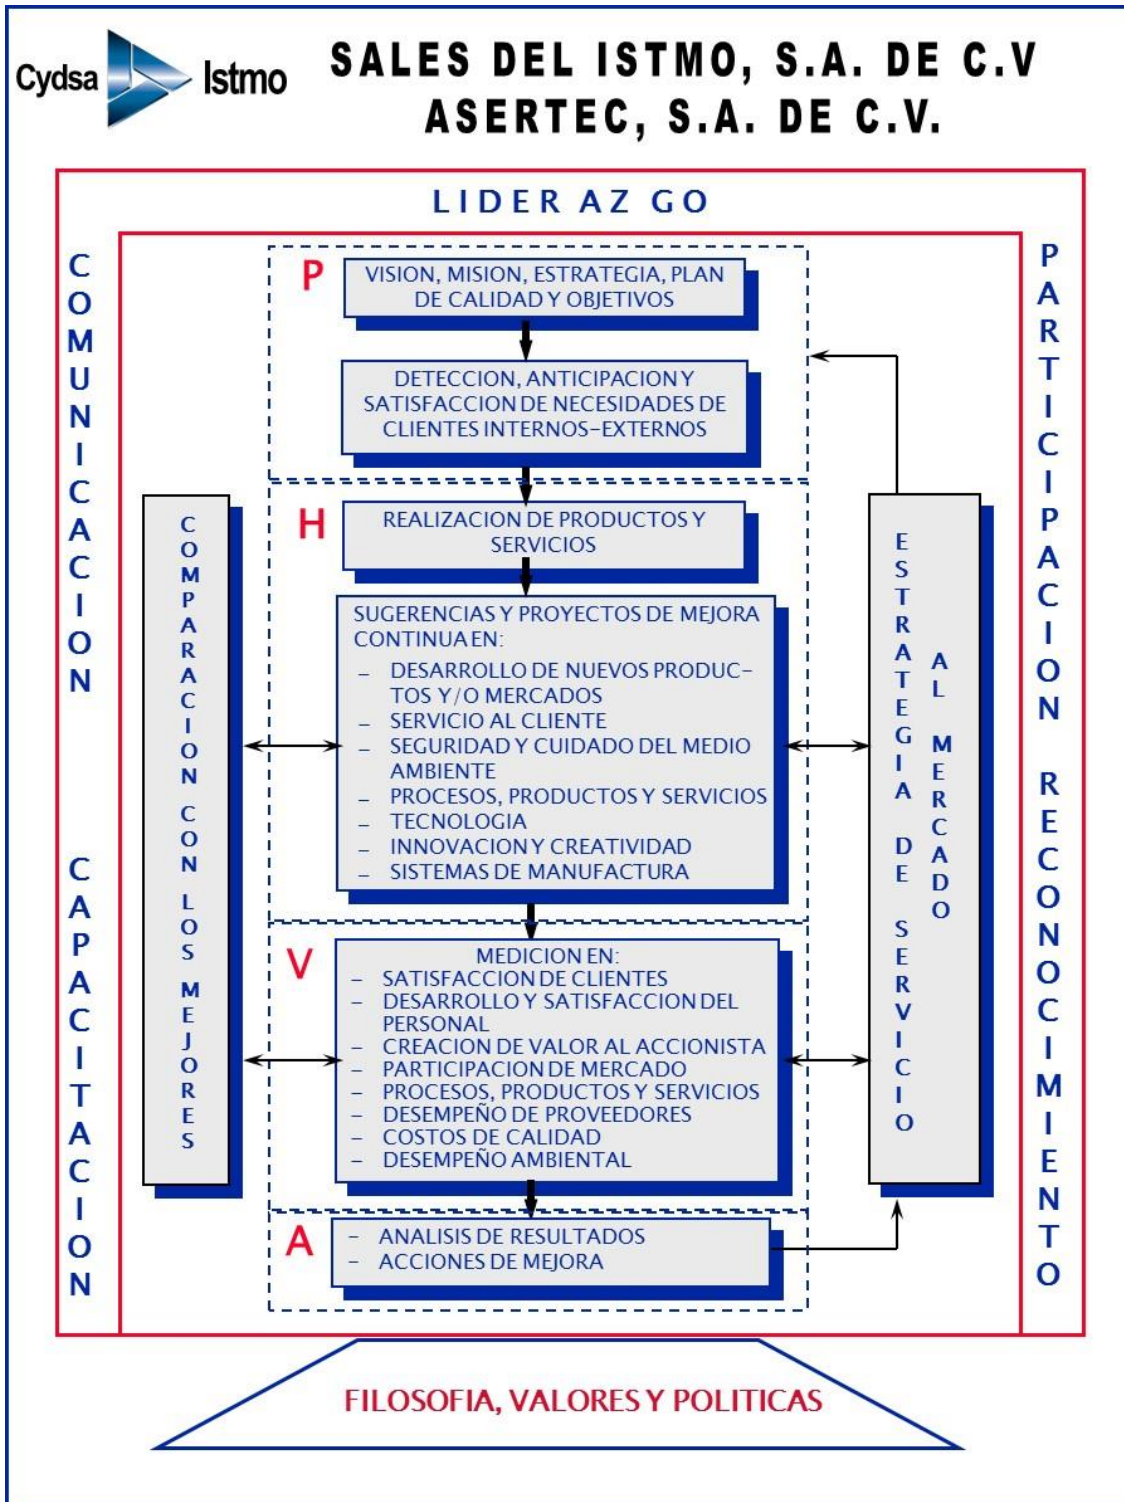 Cydsa Istmo
SALES DEL ISTMO, S.A. DE C.V
ASERTEC, S.A. DE C.V.
LIDERAZGO
COMUNICACION
CAPACITACION
COMPARACION CON LOS MEJORES
P
VISION, MISION, ESTRATEGIA, PLAN
DE CALIDAD Y OBJETIVOS
DETECCION, ANTICIPACION Y
SATISFACCION DE NECESIDADES DE
CLIENTES INTERNOS-EXTERNOS
H
REALIZACION DE PRODUCTOS Y
SERVICIOS
SUGERENCIAS Y PROYECTOS DE MEJORA
CONTINUA EN:
– DESARROLLO DE NUEVOS PRODUC-
TOS Y/O MERCADOS
– SERVICIO AL CLIENTE
– SEGURIDAD Y CUIDADO DEL MEDIO
AMBIENTE
– PROCESOS, PRODUCTOS Y SERVICIOS
– TECNOLOGIA
– INNOVACION Y CREATIVIDAD
– SISTEMAS DE MANUFACTURA
V
MEDICION EN:
– SATISFACCION DE CLIENTES
– DESARROLLO Y SATISFACCION DEL
PERSONAL
– CREACION DE VALOR AL ACCIONISTA
– PARTICIPACION DE MERCADO
– PROCESOS, PRODUCTOS Y SERVICIOS
– DESEMPEÑO DE PROVEEDORES
– COSTOS DE CALIDAD
– DESEMPEÑO AMBIENTAL
A
– ANALISIS DE RESULTADOS
– ACCIONES DE MEJORA
ESTRATEGIA DE SERVICIO
AL MERCADO
PARTICIPACION
RECONOCIMIENTO
FILOSOFIA, VALORES Y POLITICAS